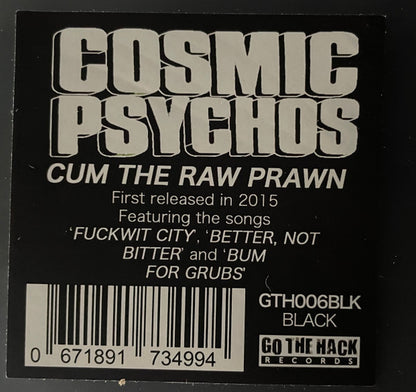 COSMIC
PSYCHOS
CUM THE RAW PRAWN
First released in 2015
Featuring the songs
'FUCKWIT CITY', 'BETTER, NOT
BITTER' and 'BUM
FOR GRUBS'
GTH006BLK
BLACK
GO THE HACK
RECORDS
0 671891 734994